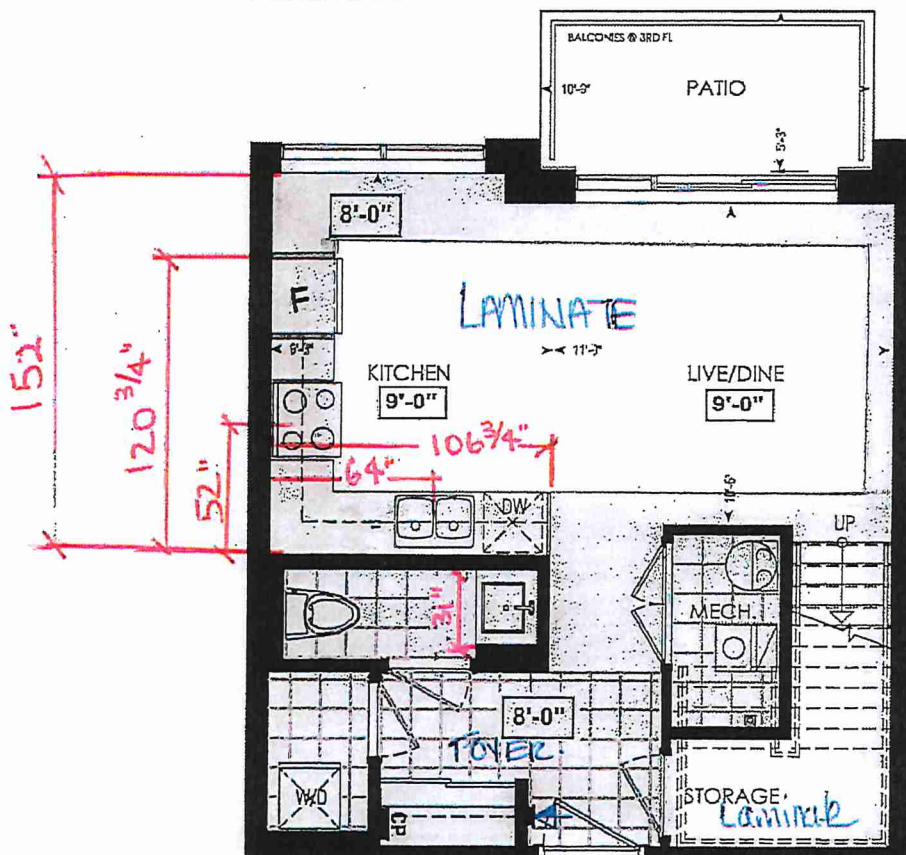 BALCONIES @ 3RD FL
10'-9"
PATIO
5'-3"
8'-0"
152"
F
LAMINATE
120 3/4"
11'-3"
KITCHEN
9'-0"
LIVE/DINE
9'-0"
106 3/4"
52"
64"
DW
10'-6"
UP
31"
MECH.
8'-0"
FOYER.
W/D
CP
STORAGE
Laminate